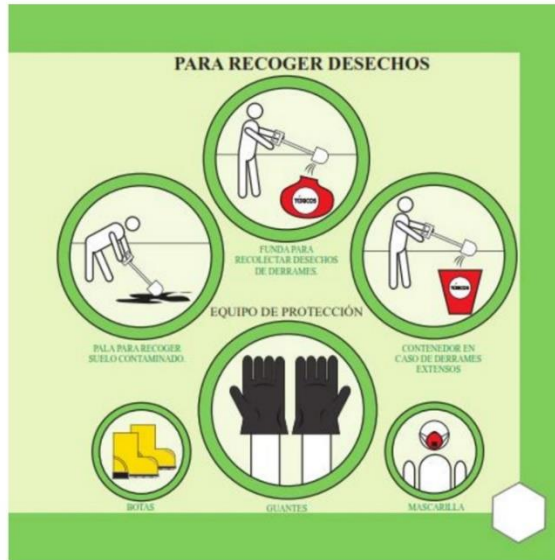 PARA RECOGER DESECHOS
TÓXICOS
FUNDA PARA
RECOLECTAR DESECHOS
DE DERRAMES.
TÓXICOS
PALA PARA RECOGER
SUELO CONTAMINADO.
CONTENEDOR EN
CASO DE DERRAMES
EXTENSOS
EQUIPO DE PROTECCIÓN
BOTAS
GUANTES
MASCARILLA